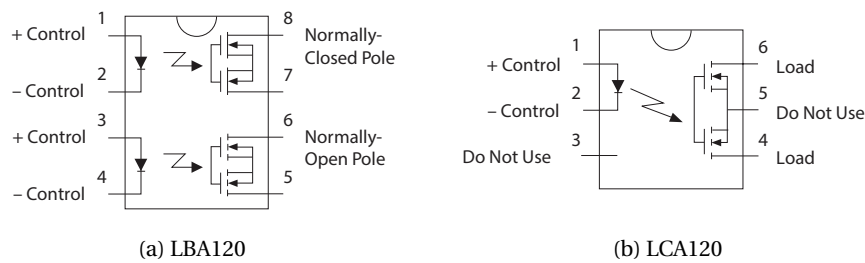 1
+ Control
2
– Control
3
+ Control
4
– Control
8
Normally-
Closed Pole
7
6
Normally-
Open Pole
5
(a) LBA120
1
+ Control
2
– Control
3
Do Not Use
6
Load
5
Do Not Use
4
Load
(b) LCA120